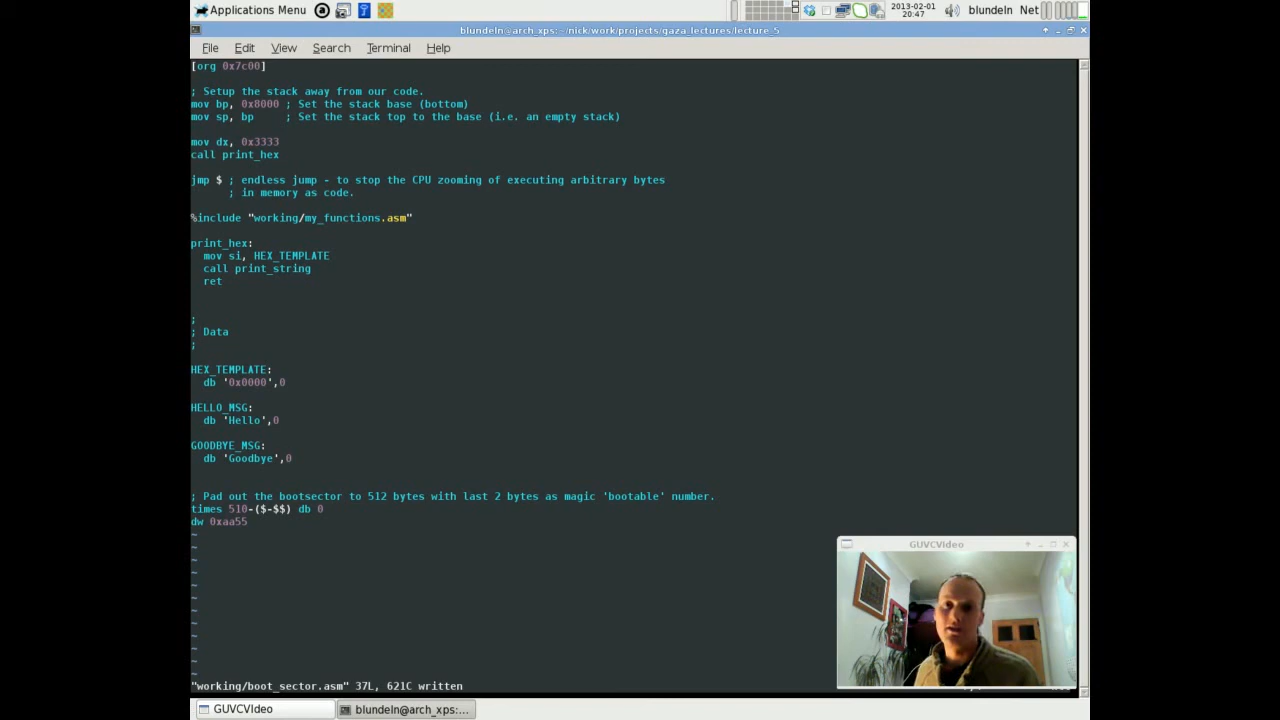 Applications Menu
2013-02-01
20:47
blundeln Net
blundeln@arch_xps: ~/nick/work/projects/gaza_lectures/lecture_5
File Edit View Search Terminal Help
[org 0x7c00]
; Setup the stack away from our code.
mov bp, 0x8000 ; Set the stack base (bottom)
mov sp, bp ; Set the stack top to the base (i.e. an empty stack)
mov dx, 0x3333
call print_hex
jmp $ ; endless jump - to stop the CPU zooming of executing arbitrary bytes
; in memory as code.
%include "working/my_functions.asm"
print_hex:
mov si, HEX_TEMPLATE
call print_string
ret
;
; Data
;
HEX_TEMPLATE:
db '0x0000',0
HELLO_MSG:
db 'Hello',0
GOODBYE_MSG:
db 'Goodbye',0
; Pad out the bootsector to 512 bytes with last 2 bytes as magic 'bootable' number.
times 510-($-$$) db 0
dw 0xaa55
~
~
~
~
~
~
~
~
~
~
~
GUVCVideo
"working/boot_sector.asm" 37L, 621C written
GUVCVideo
blundeln@arch_xps:...